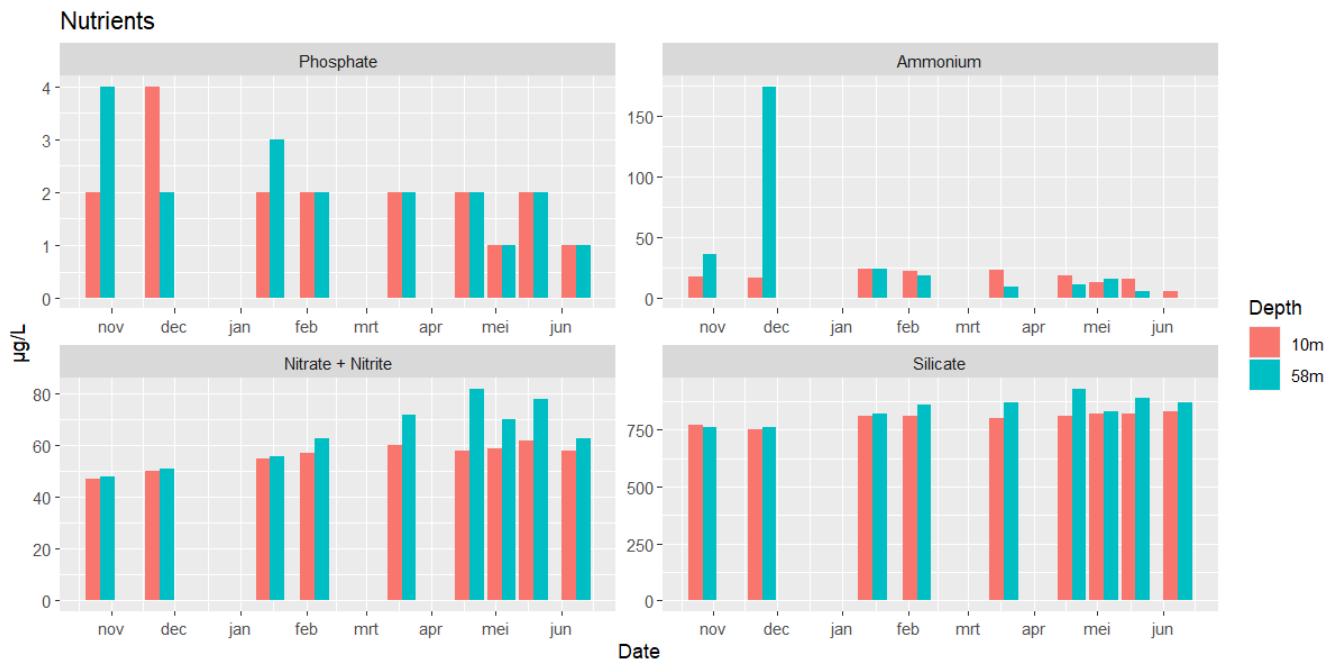 Nutrients
Phosphate
4
3
2
1
0
nov dec jan feb mrt apr mei jun
Ammonium
150
100
50
0
nov dec jan feb mrt apr mei jun
µg/L
Nitrate + Nitrite
80
60
40
20
0
nov dec jan feb mrt apr mei jun
Silicate
750
500
250
0
nov dec jan feb mrt apr mei jun
Date
Depth
10m
58m